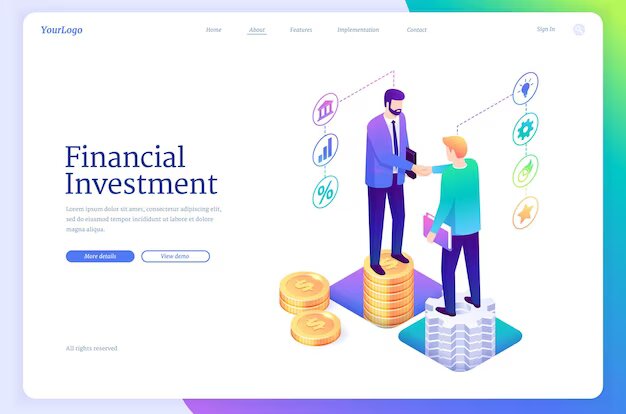 YourLogo
Home About Features Implementation Contact Sign In
Financial
Investment
Lorem ipsum dolor sit amet, consectetur adipiscing elit,
sed do eiusmod tempor incididunt ut labore et dolore
magna aliqua.
More details View demo
All rights reserved